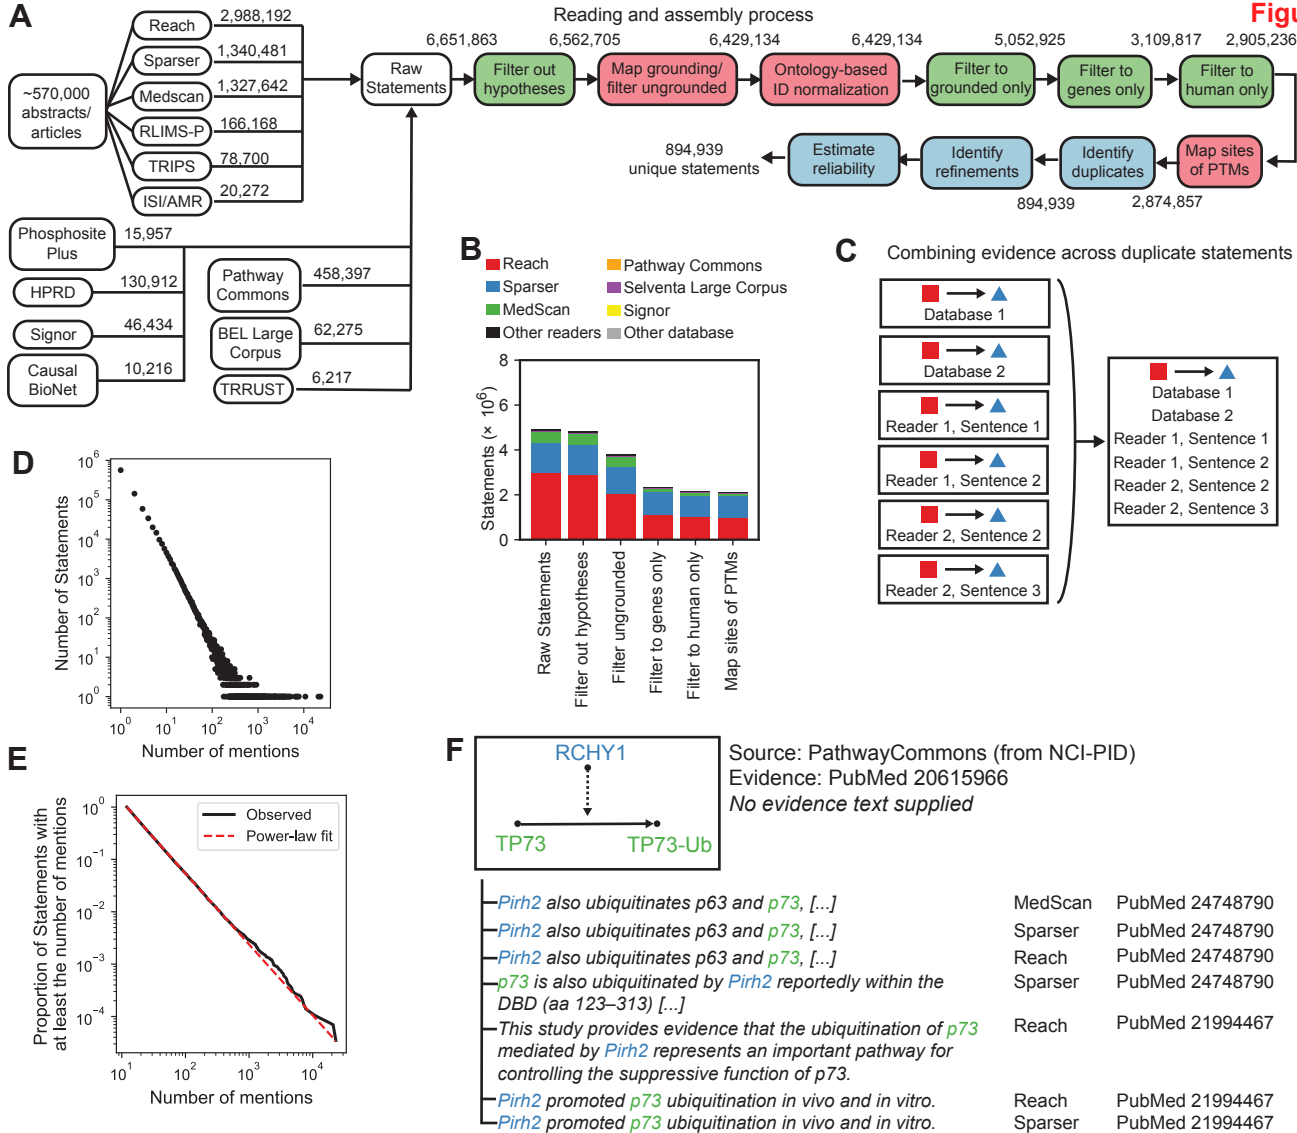 A
Reading and assembly process
Figu
~570,000
abstracts/
articles
Reach
2,988,192
Sparser
1,340,481
Medscan
1,327,642
RLIMS-P
166,168
TRIPS
78,700
ISI/AMR
20,272
Raw
Statements
6,651,863
Filter out
hypotheses
6,562,705
Map grounding/
filter ungrounded
6,429,134
Ontology-based
ID normalization
6,429,134
Filter to
grounded only
5,052,925
Filter to
genes only
3,109,817
Filter to
human only
2,905,236
Map sites
of PTMs
2,874,857
Identify
duplicates
894,939
Identify
refinements
Estimate
reliability
894,939
unique statements
Phosphosite
Plus
15,957
HPRD
130,912
Signor
46,434
Causal
BioNet
10,216
Pathway
Commons
458,397
BEL Large
Corpus
62,275
TRRUST
6,217
B
Reach
Sparser
MedScan
Other readers
Pathway Commons
Selventa Large Corpus
Signor
Other database
Statements (× 10⁶)
8
6
4
2
0
Raw Statements
Filter out hypotheses
Filter ungrounded
Filter to genes only
Filter to human only
Map sites of PTMs
C
Combining evidence across duplicate statements
Database 1
Database 2
Reader 1, Sentence 1
Reader 1, Sentence 2
Reader 2, Sentence 2
Reader 2, Sentence 3
Database 1
Database 2
Reader 1, Sentence 1
Reader 1, Sentence 2
Reader 2, Sentence 2
Reader 2, Sentence 3
D
Number of Statements
10⁶
10⁵
10⁴
10³
10²
10¹
10⁰
10⁰ 10¹ 10² 10³ 10⁴
Number of mentions
E
Proportion of Statements with
at least the number of mentions
10⁰
10⁻¹
10⁻²
10⁻³
10⁻⁴
Observed
Power-law fit
10¹ 10² 10³ 10⁴
Number of mentions
F
RCHY1
TP73
TP73-Ub
Source: PathwayCommons (from NCI-PID)
Evidence: PubMed 20615966
No evidence text supplied
Pirh2 also ubiquitinates p63 and p73, [...] MedScan PubMed 24748790
Pirh2 also ubiquitinates p63 and p73, [...] Sparser PubMed 24748790
Pirh2 also ubiquitinates p63 and p73, [...] Reach PubMed 24748790
p73 is also ubiquitinated by Pirh2 reportedly within the Sparser PubMed 24748790
DBD (aa 123–313) [...]
This study provides evidence that the ubiquitination of p73 Reach PubMed 21994467
mediated by Pirh2 represents an important pathway for
controlling the suppressive function of p73.
Pirh2 promoted p73 ubiquitination in vivo and in vitro. Reach PubMed 21994467
Pirh2 promoted p73 ubiquitination in vivo and in vitro. Sparser PubMed 21994467